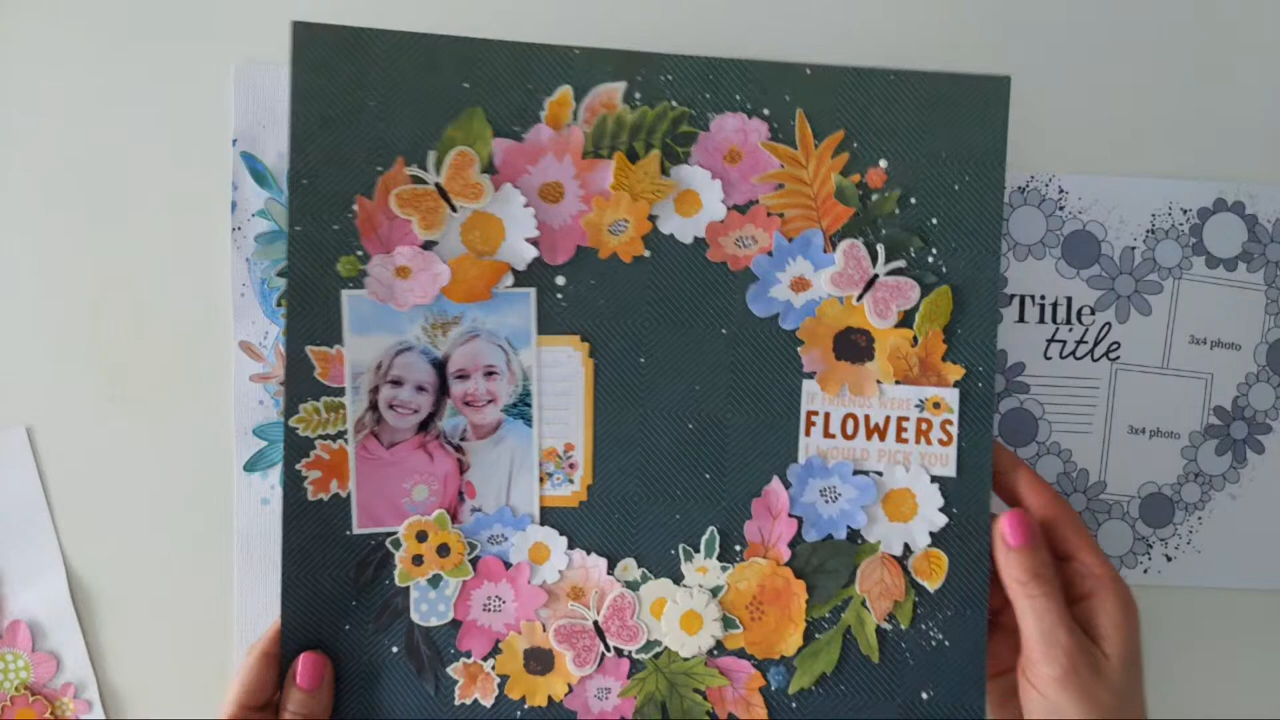 IF FRIENDS WERE
FLOWERS
I WOULD PICK YOU
Title
title
3x4 photo
3x4 photo